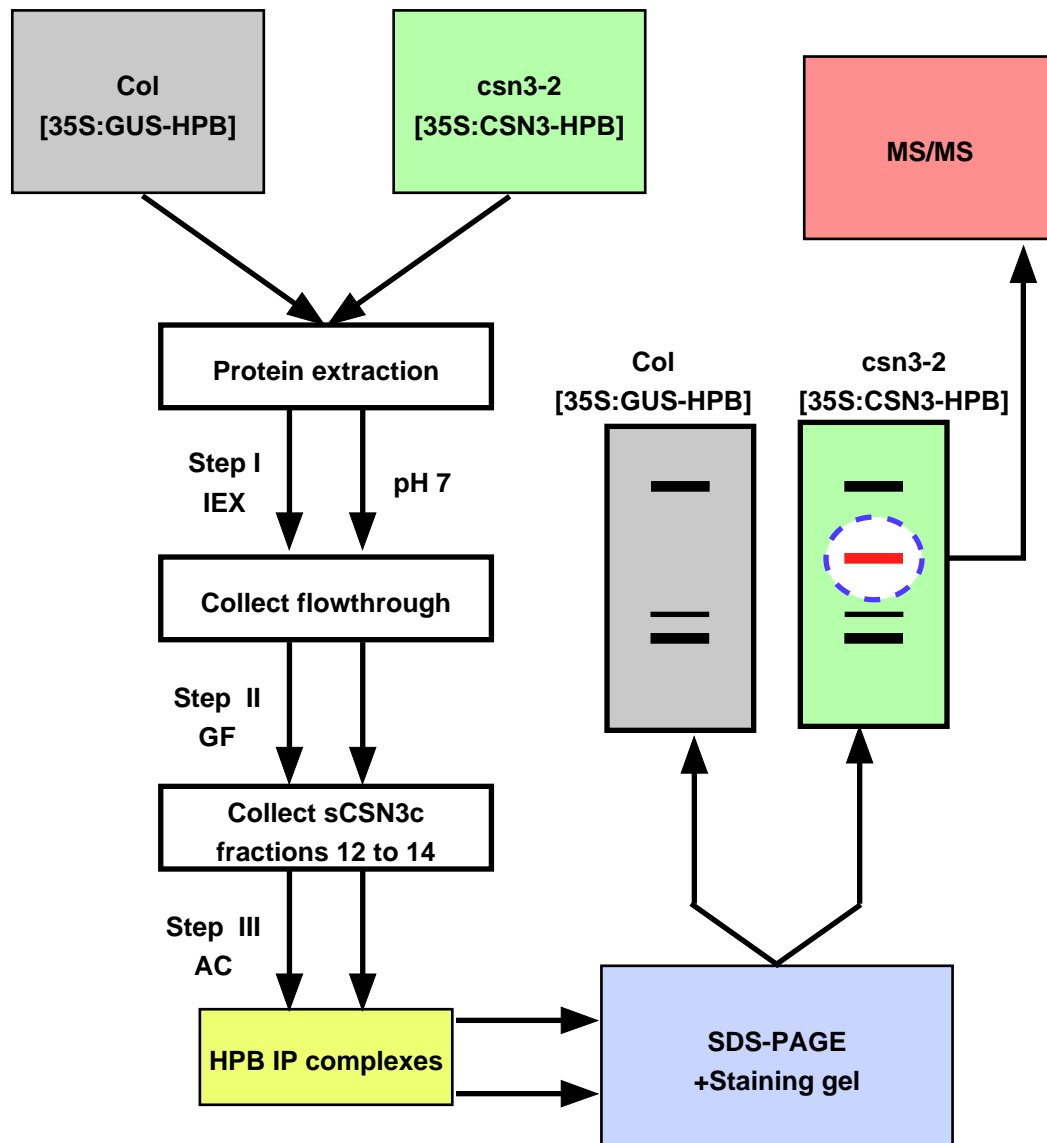 Col
[35S:GUS-HPB]
csn3-2
[35S:CSN3-HPB]
MS/MS
Protein extraction
Step I
IEX
pH 7
Collect flowthrough
Step II
GF
Collect sCSN3c
fractions 12 to 14
Step III
AC
HPB IP complexes
SDS-PAGE
+Staining gel
Col
[35S:GUS-HPB]
csn3-2
[35S:CSN3-HPB]